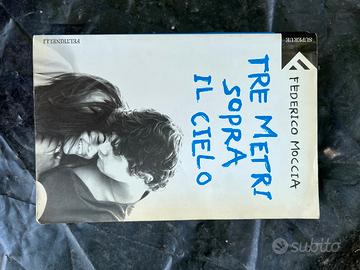 SUPERUE
FEDERICO MOCCIA
TRE METRI
SOPRA
IL CIELO
FELTRINELLI
subito